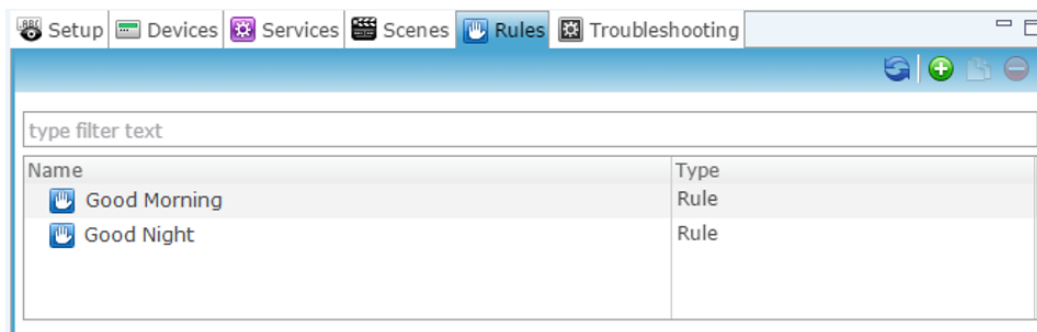 Setup Devices Services Scenes Rules Troubleshooting
type filter text
Name Type
Good Morning Rule
Good Night Rule